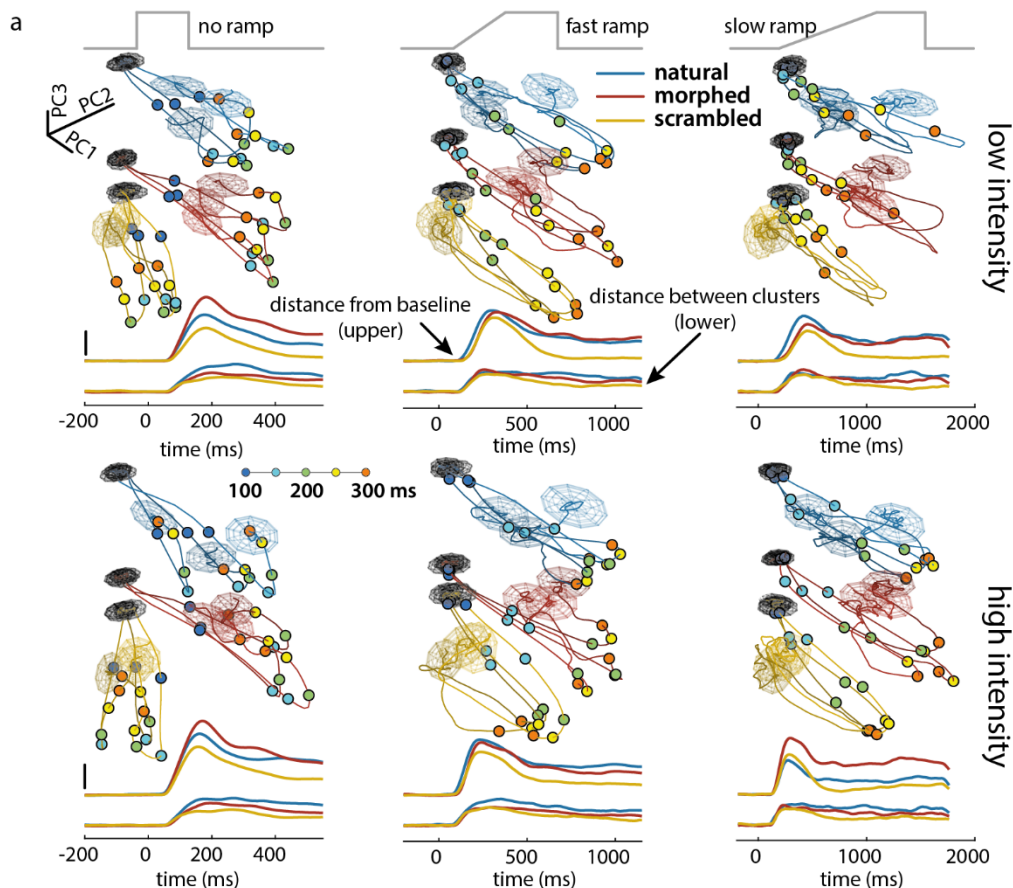 a
no ramp
fast ramp
slow ramp
natural
morphed
scrambled
PC3
PC2
PC1
low intensity
distance from baseline
(upper)
distance between clusters
(lower)
-200 0 200 400
time (ms)
0 500 1000
time (ms)
0 1000 2000
time (ms)
100 200 300 ms
high intensity
-200 0 200 400
time (ms)
0 500 1000
time (ms)
0 1000 2000
time (ms)